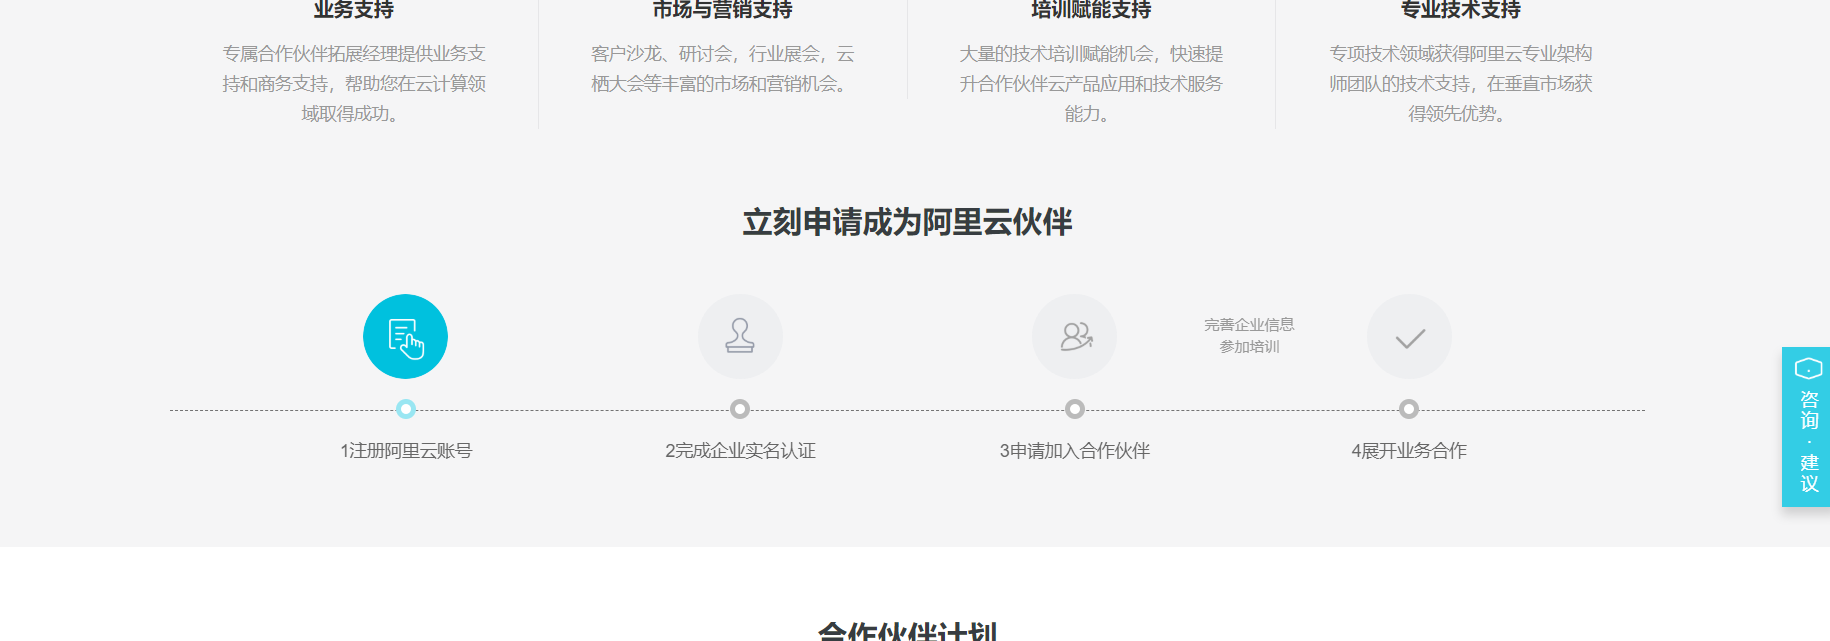 业务支持
市场与营销支持
培训赋能支持
专业技术支持
专属合作伙伴拓展经理提供业务支
持和商务支持，帮助您在云计算领
域取得成功。
客户沙龙、研讨会，行业展会，云
栖大会等丰富的市场和营销机会。
大量的技术培训赋能机会，快速提
升合作伙伴云产品应用和技术服务
能力。
专项技术领域获得阿里云专业架构
师团队的技术支持，在垂直市场获
得领先优势。
立刻申请成为阿里云伙伴
完善企业信息
参加培训
1注册阿里云账号
2完成企业实名认证
3申请加入合作伙伴
4展开业务合作
咨询·建议
合作伙伴计划